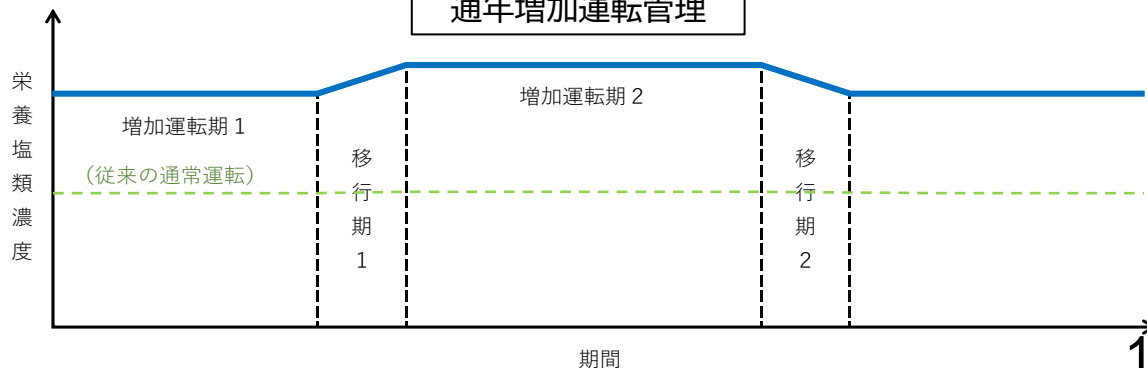 通年増加運転管理
栄養塩類濃度
増加運転期1
(従来の通常運転)
移行期1
増加運転期2
移行期2
期間
1